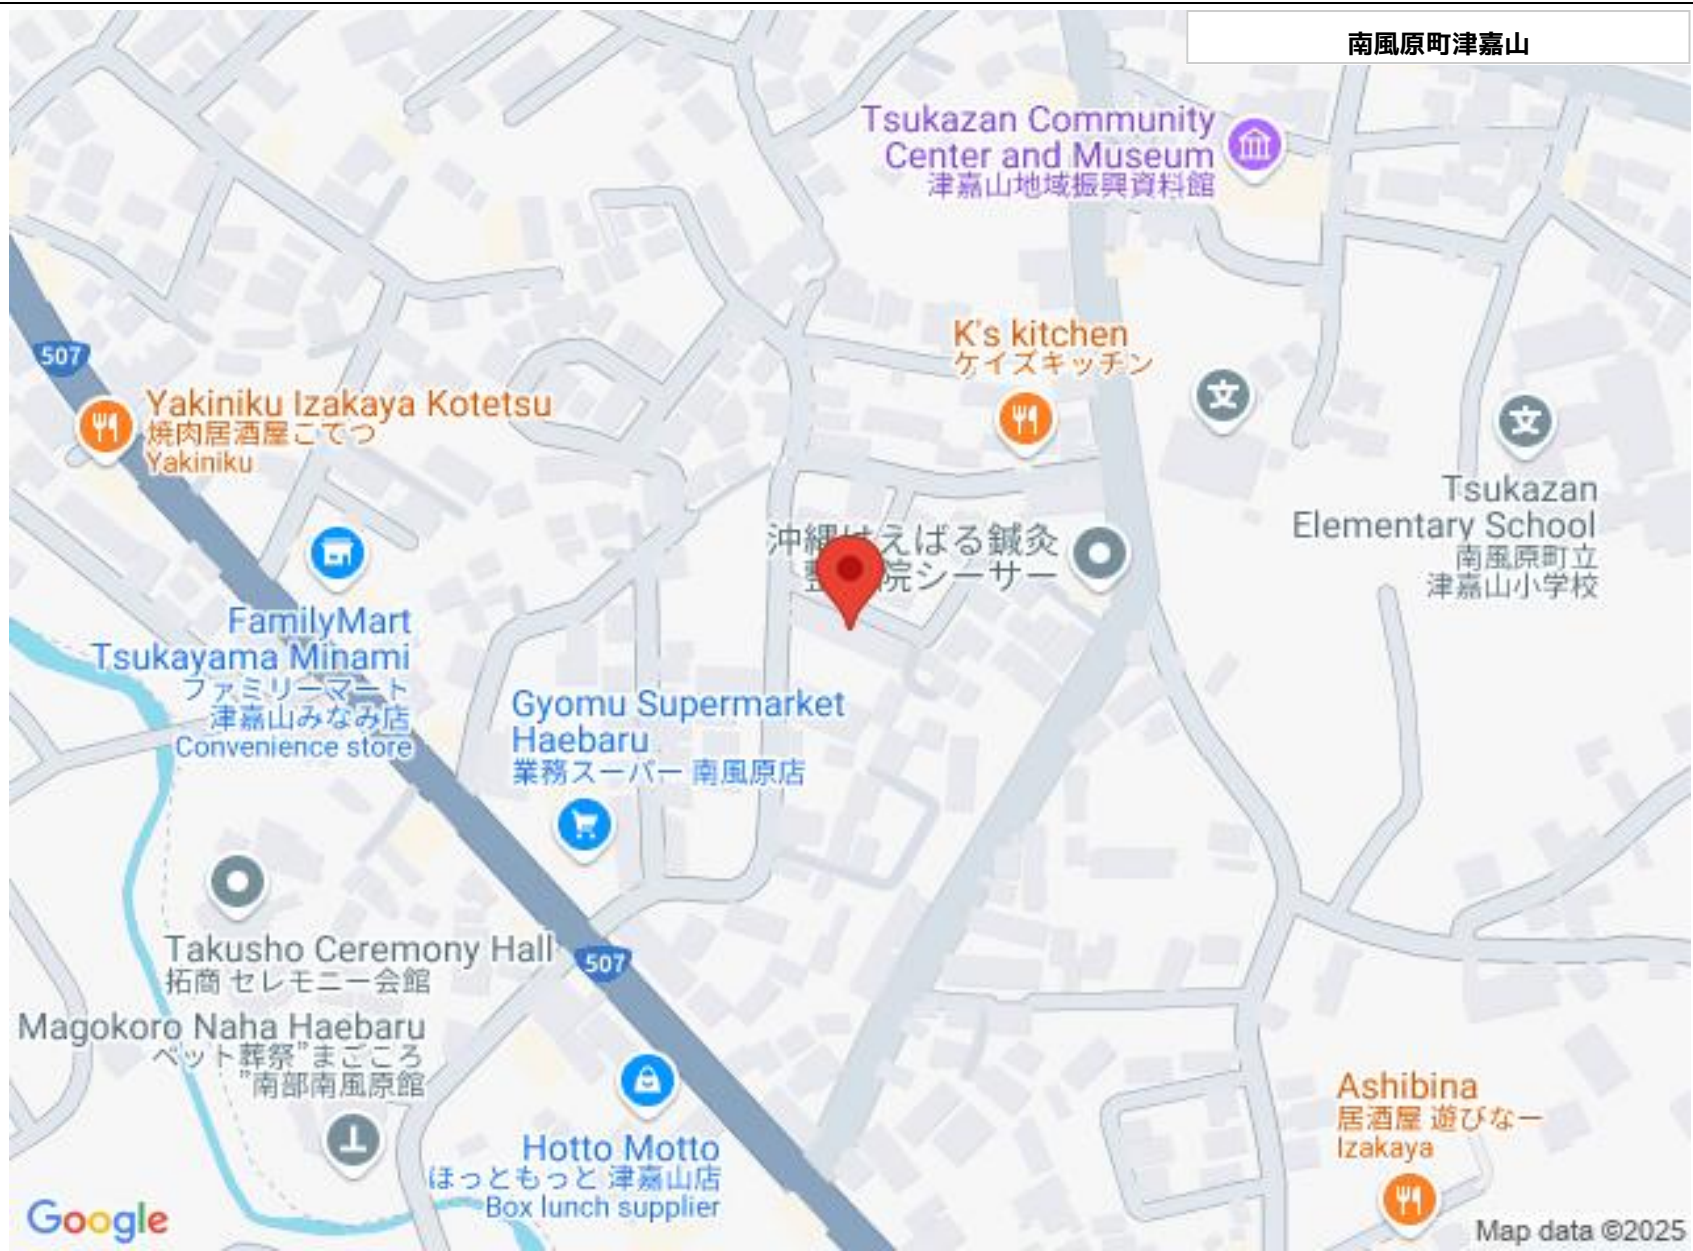 南風原町津嘉山
Tsukazan Community
Center and Museum
津嘉山地域振興資料館
K's kitchen
ケイズキッチン
507
Yakiniku Izakaya Kotetsu
焼肉居酒屋こてつ
Yakiniku
文
文
Tsukazan
Elementary School
南風原町立
津嘉山小学校
沖縄はえばる鍼灸
院シーサー
FamilyMart
Tsukayama Minami
ファミリーマート
津嘉山みなみ店
Convenience store
Gyomu Supermarket
Haebaru
業務スーパー 南風原店
Takusho Ceremony Hall
拓商 セレモニー会館
507
Magokoro Naha Haebaru
ペット葬祭”まごころ
”南部南風原館
Hotto Motto
ほっともっと 津嘉山店
Box lunch supplier
Ashibina
居酒屋 遊びなー
Izakaya
Google
Map data ©2025